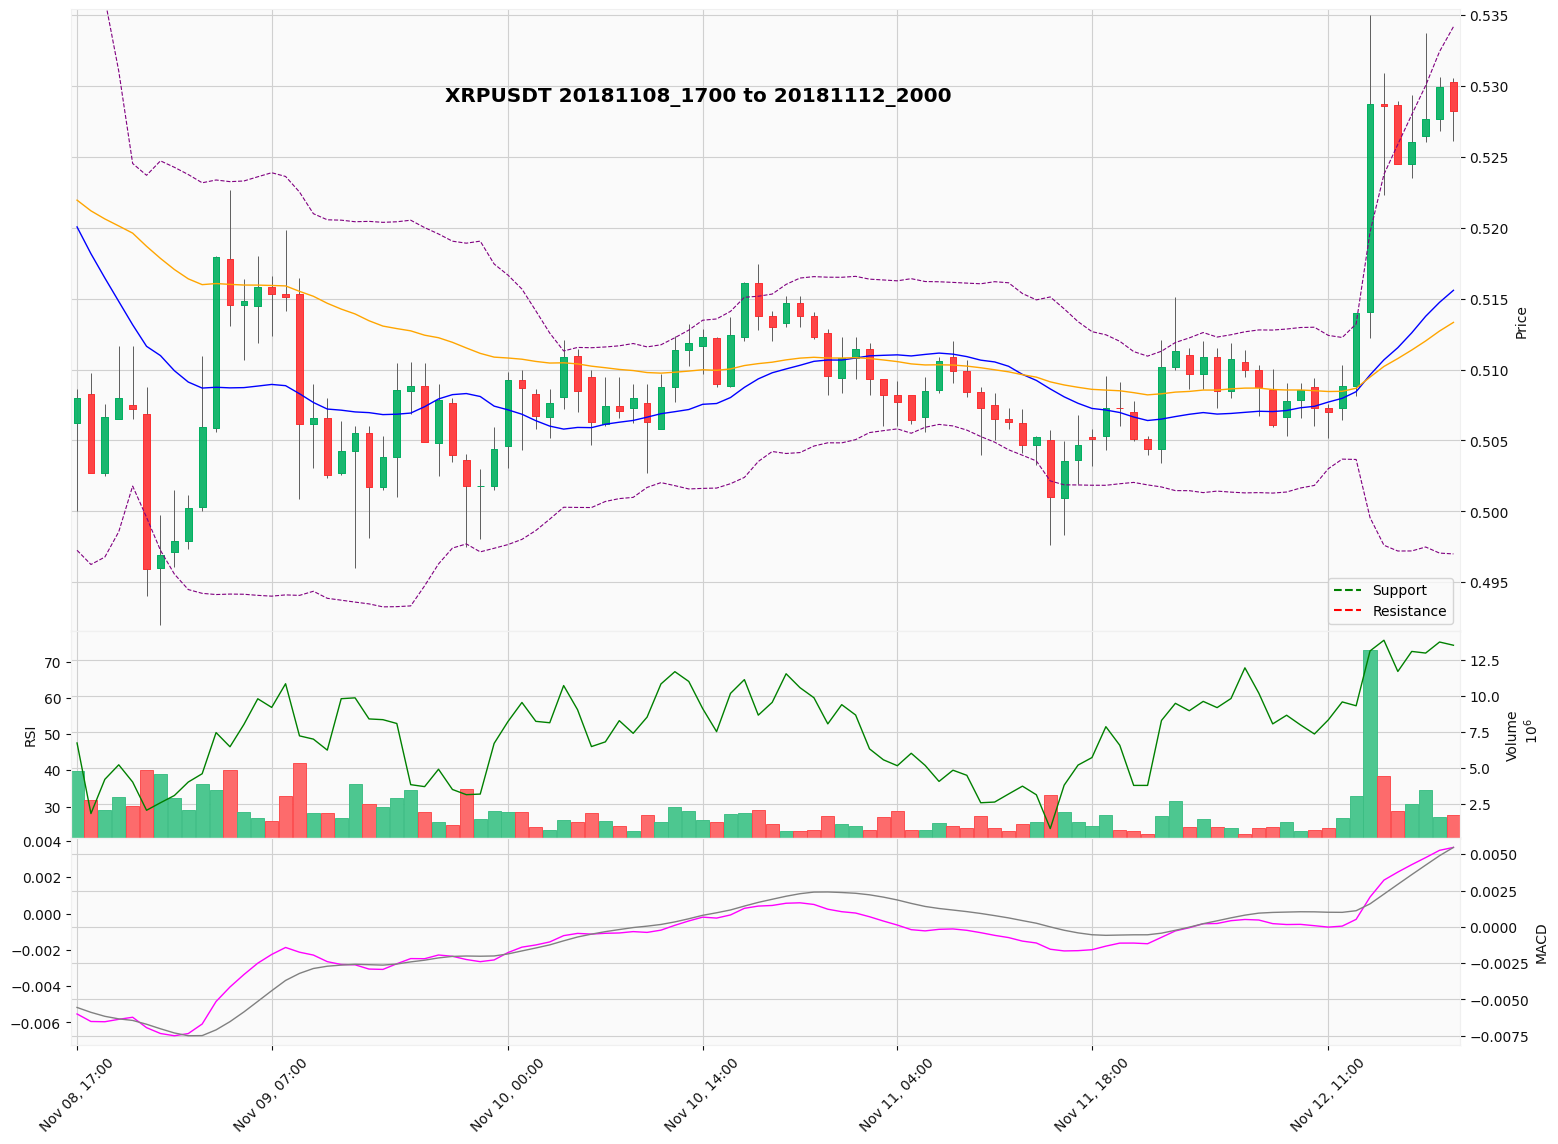 XRPUSDT 20181108_1700 to 20181112_2000
0.535
0.530
0.525
0.520
0.515
0.510
0.505
0.500
0.495
Price
Support
Resistance
70
60
50
40
30
RSI
12.5
10.0
7.5
5.0
2.5
Volume
10⁶
0.004
0.002
0.000
−0.002
−0.004
−0.006
0.0050
0.0025
0.0000
−0.0025
−0.0050
−0.0075
MACD
Nov 08, 17:00
Nov 09, 07:00
Nov 10, 00:00
Nov 10, 14:00
Nov 11, 04:00
Nov 11, 18:00
Nov 12, 11:00